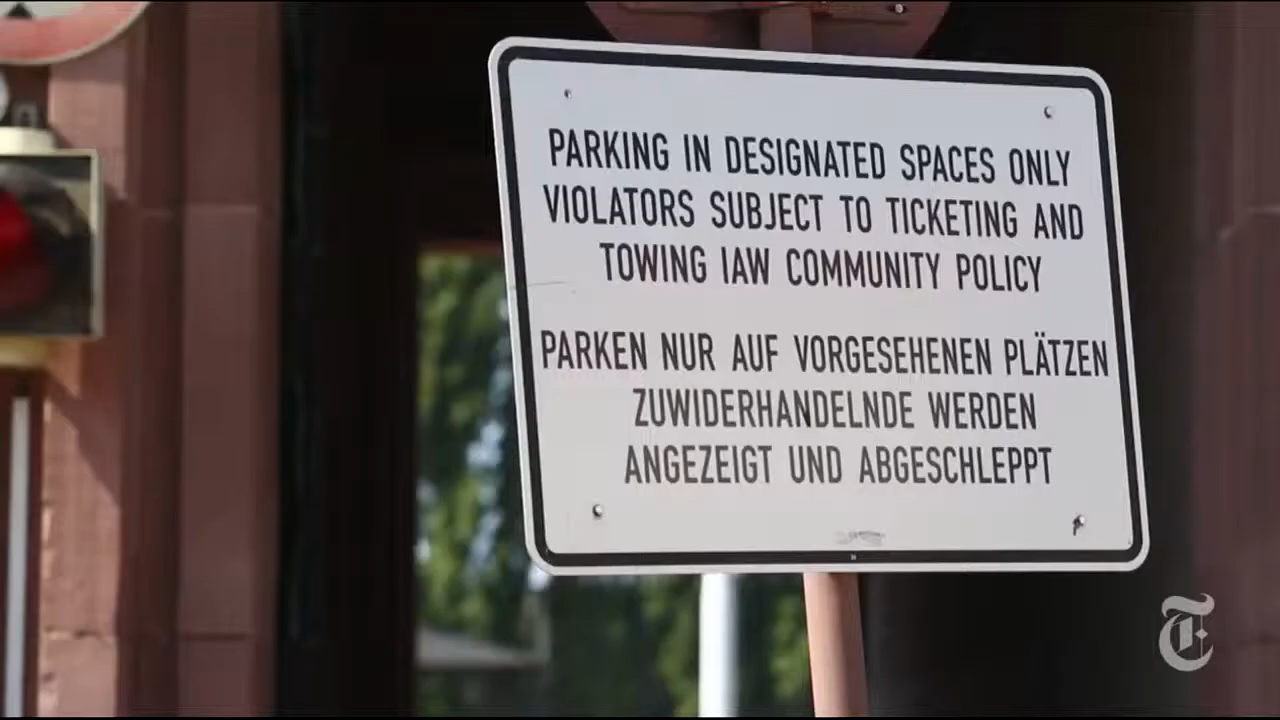 PARKING IN DESIGNATED SPACES ONLY
VIOLATORS SUBJECT TO TICKETING AND
TOWING IAW COMMUNITY POLICY
PARKEN NUR AUF VORGESEHENEN PLÄTZEN
ZUWIDERHANDELNDE WERDEN
ANGEZEIGT UND ABGESCHLEPPT
T